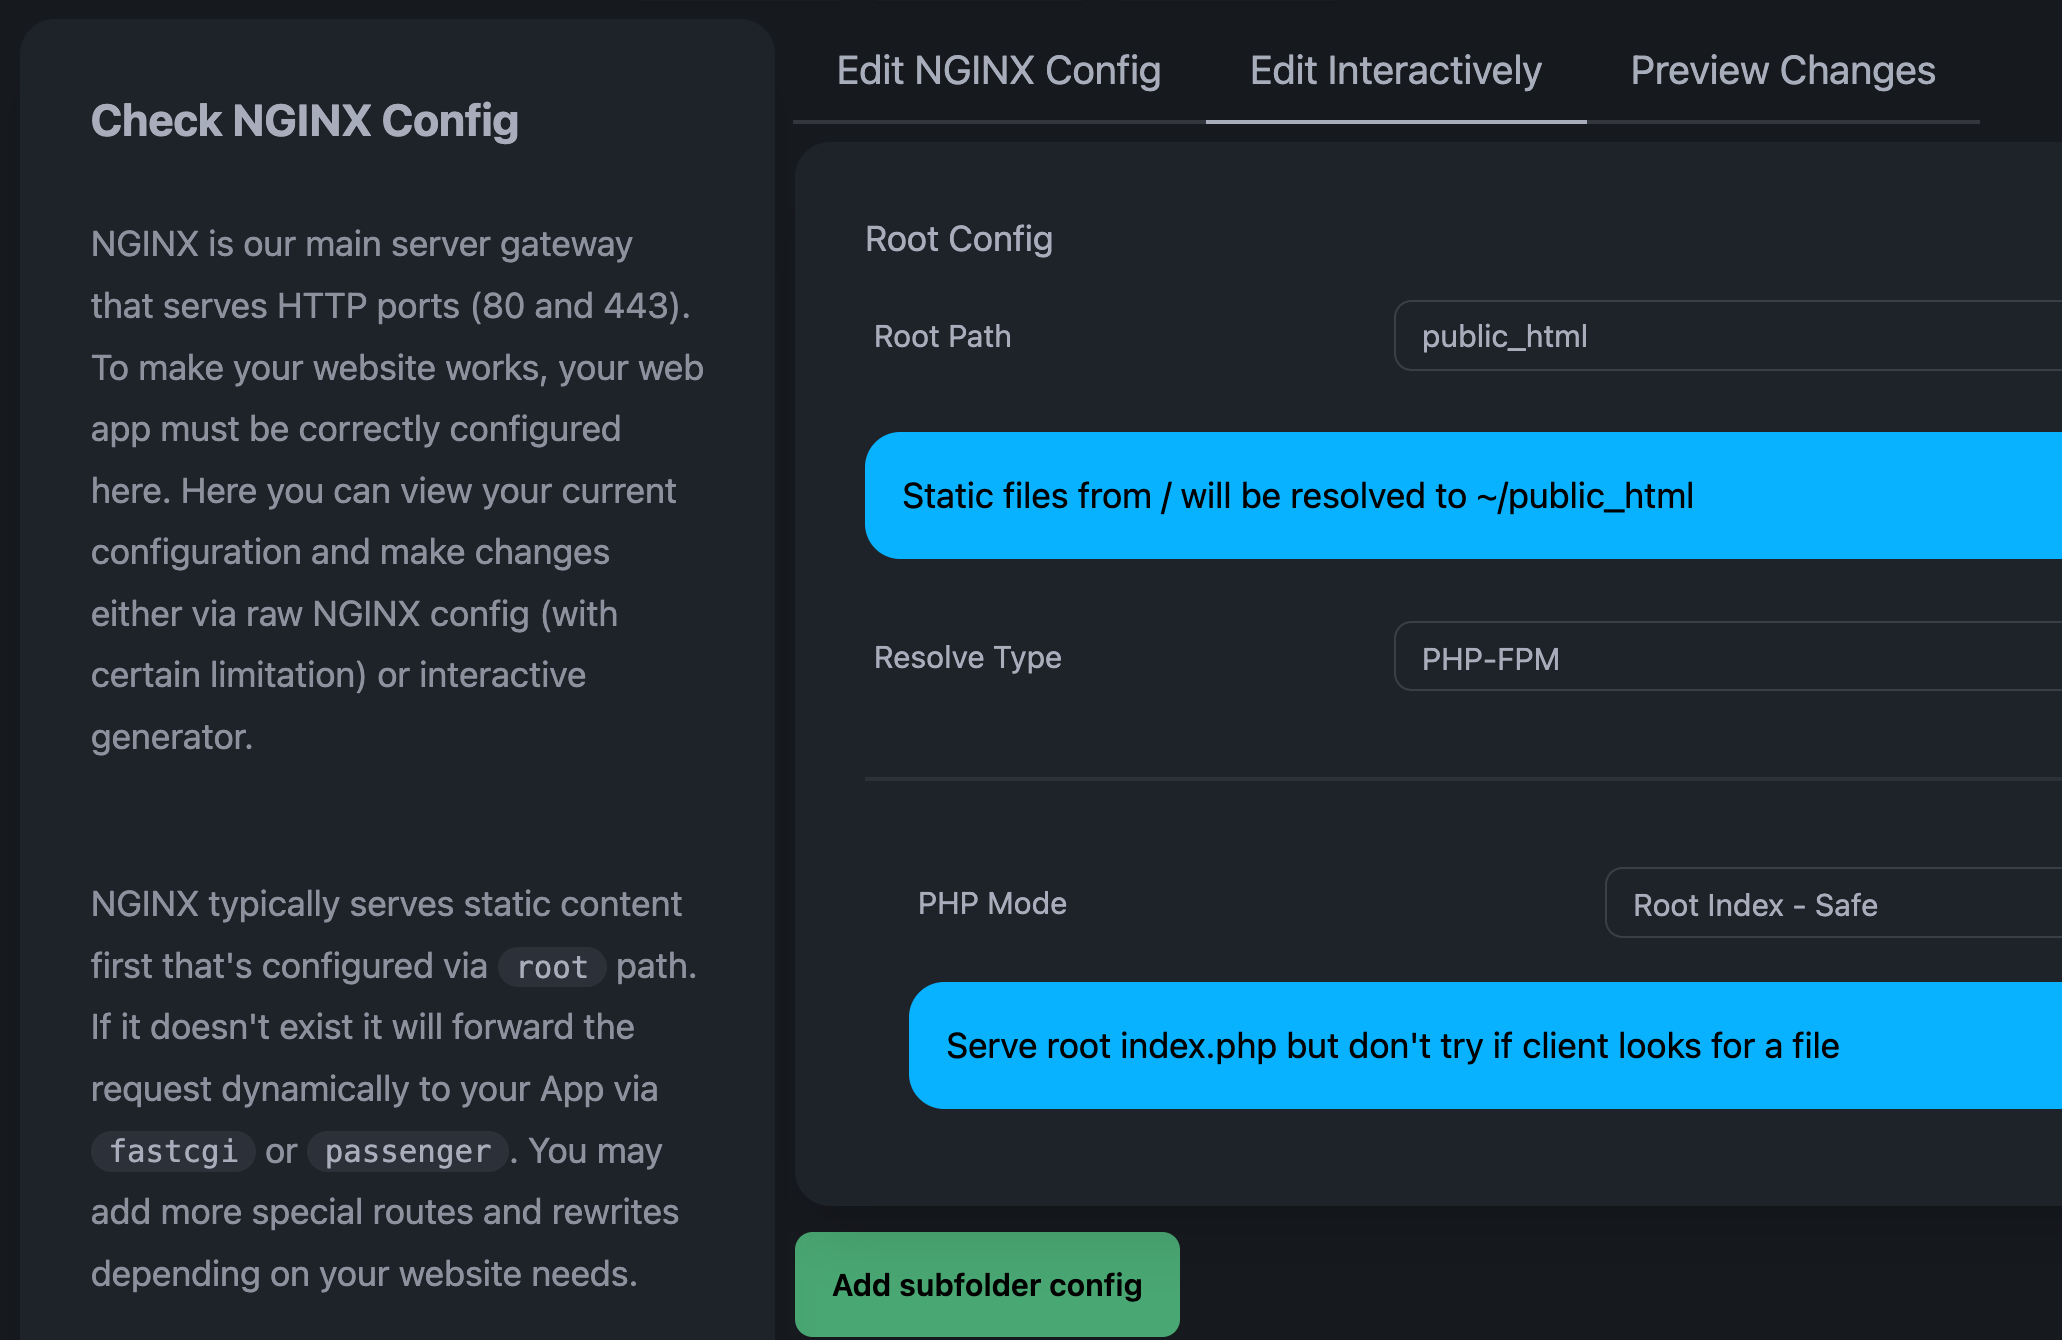 Check NGINX Config
NGINX is our main server gateway
that serves HTTP ports (80 and 443).
To make your website works, your web
app must be correctly configured
here. Here you can view your current
configuration and make changes
either via raw NGINX config (with
certain limitation) or interactive
generator.
NGINX typically serves static content
first that's configured via root path.
If it doesn't exist it will forward the
request dynamically to your App via
fastcgi or passenger. You may
add more special routes and rewrites
depending on your website needs.
Edit NGINX Config
Edit Interactively
Preview Changes
Root Config
Root Path
public_html
Static files from / will be resolved to ~/public_html
Resolve Type
PHP-FPM
PHP Mode
Root Index - Safe
Serve root index.php but don't try if client looks for a file
Add subfolder config